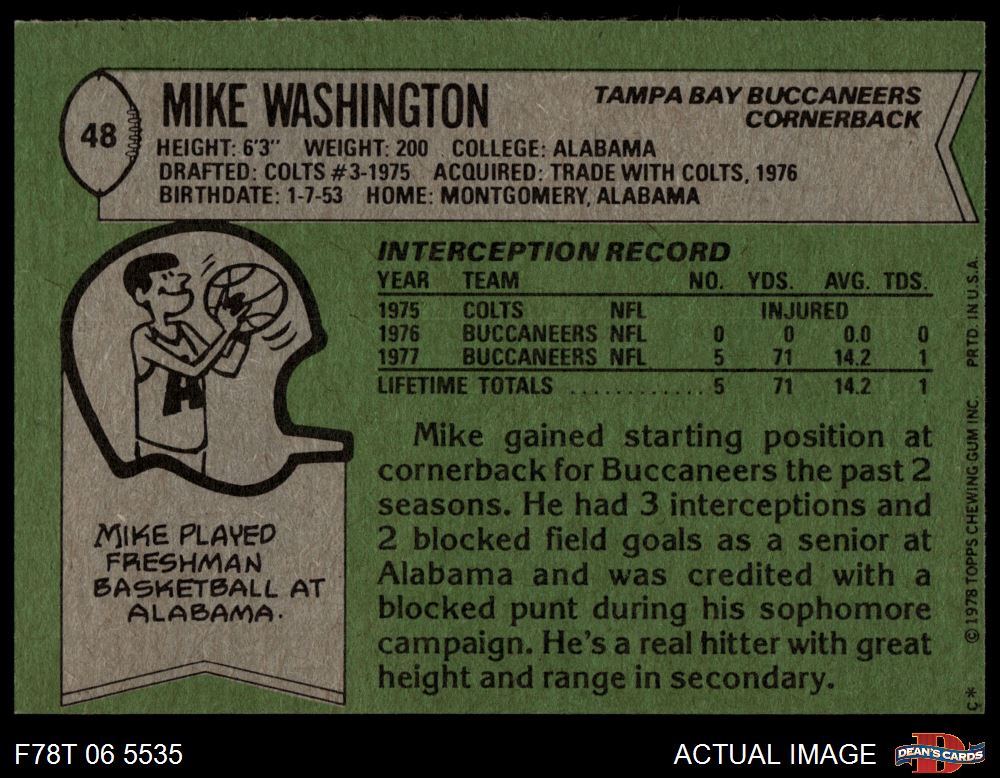 48
MIKE WASHINGTON
TAMPA BAY BUCCANEERS
CORNERBACK
HEIGHT: 6'3" WEIGHT: 200 COLLEGE: ALABAMA
DRAFTED: COLTS #3-1975 ACQUIRED: TRADE WITH COLTS, 1976
BIRTHDATE: 1-7-53 HOME: MONTGOMERY, ALABAMA
A
MIKE PLAYED
FRESHMAN
BASKETBALL AT
ALABAMA.
INTERCEPTION RECORD
YEAR TEAM NO. YDS. AVG. TDS.
1975 COLTS NFL INJURED
1976 BUCCANEERS NFL 0 0 0.0 0
1977 BUCCANEERS NFL 5 71 14.2 1
LIFETIME TOTALS ............ 5 71 14.2 1
Mike gained starting position at
cornerback for Buccaneers the past 2
seasons. He had 3 interceptions and
2 blocked field goals as a senior at
Alabama and was credited with a
blocked punt during his sophomore
campaign. He's a real hitter with great
height and range in secondary.
C* © 1978 TOPPS CHEWING GUM INC. PRTD. IN U.S.A.
F78T 06 5535
ACTUAL IMAGE
D
DEAN'S CARDS